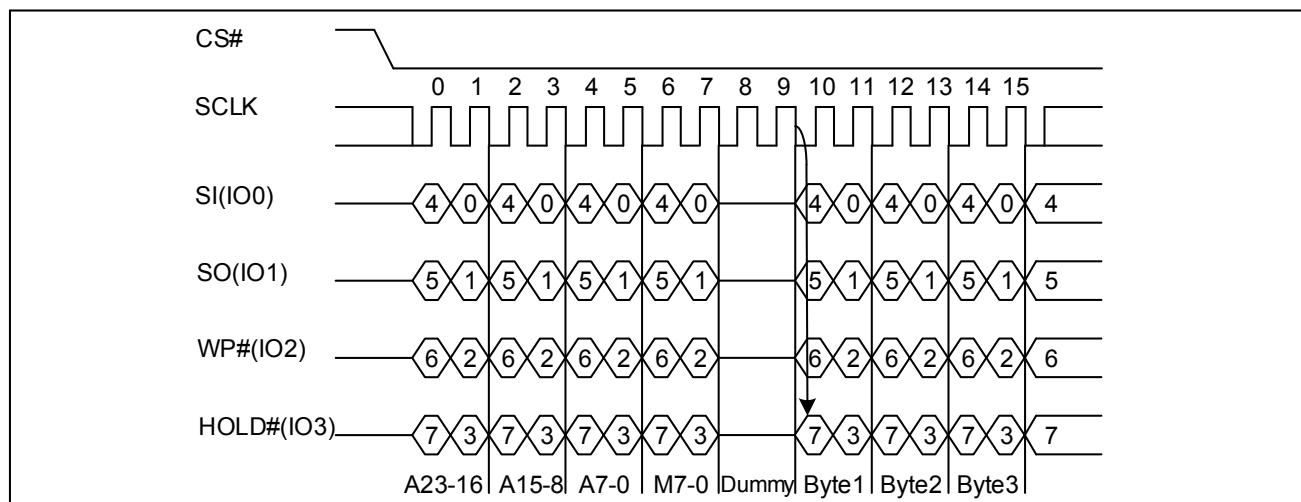 CS#
0 1 2 3 4 5 6 7 8 9 10 11 12 13 14 15
SCLK
SI(IO0) 4 0 4 0 4 0 4 0 4 0 4 0 4 0 4
SO(IO1) 5 1 5 1 5 1 5 1 5 1 5 1 5 1 5
WP#(IO2) 6 2 6 2 6 2 6 2 6 2 6 2 6 2 6
HOLD#(IO3) 7 3 7 3 7 3 7 3 7 3 7 3 7 3 7
A23-16 A15-8 A7-0 M7-0 Dummy Byte1 Byte2 Byte3